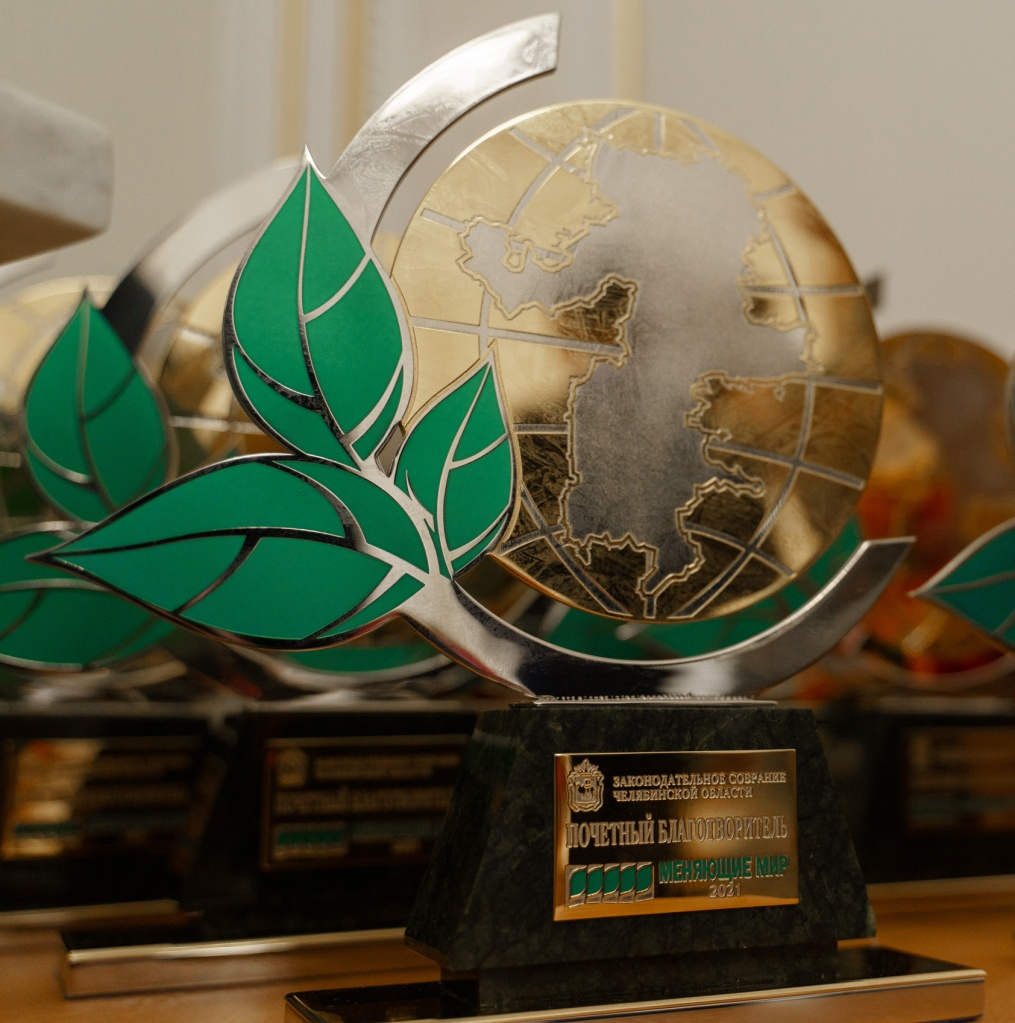 ЗАКОНОДАТЕЛЬНОЕ СОБРАНИЕ
ЧЕЛЯБИНСКОЙ ОБЛАСТИ
ПОЧЕТНЫЙ БЛАГОТВОРИТЕЛЬ
МЕНЯЮЩИЕ МИР
2021